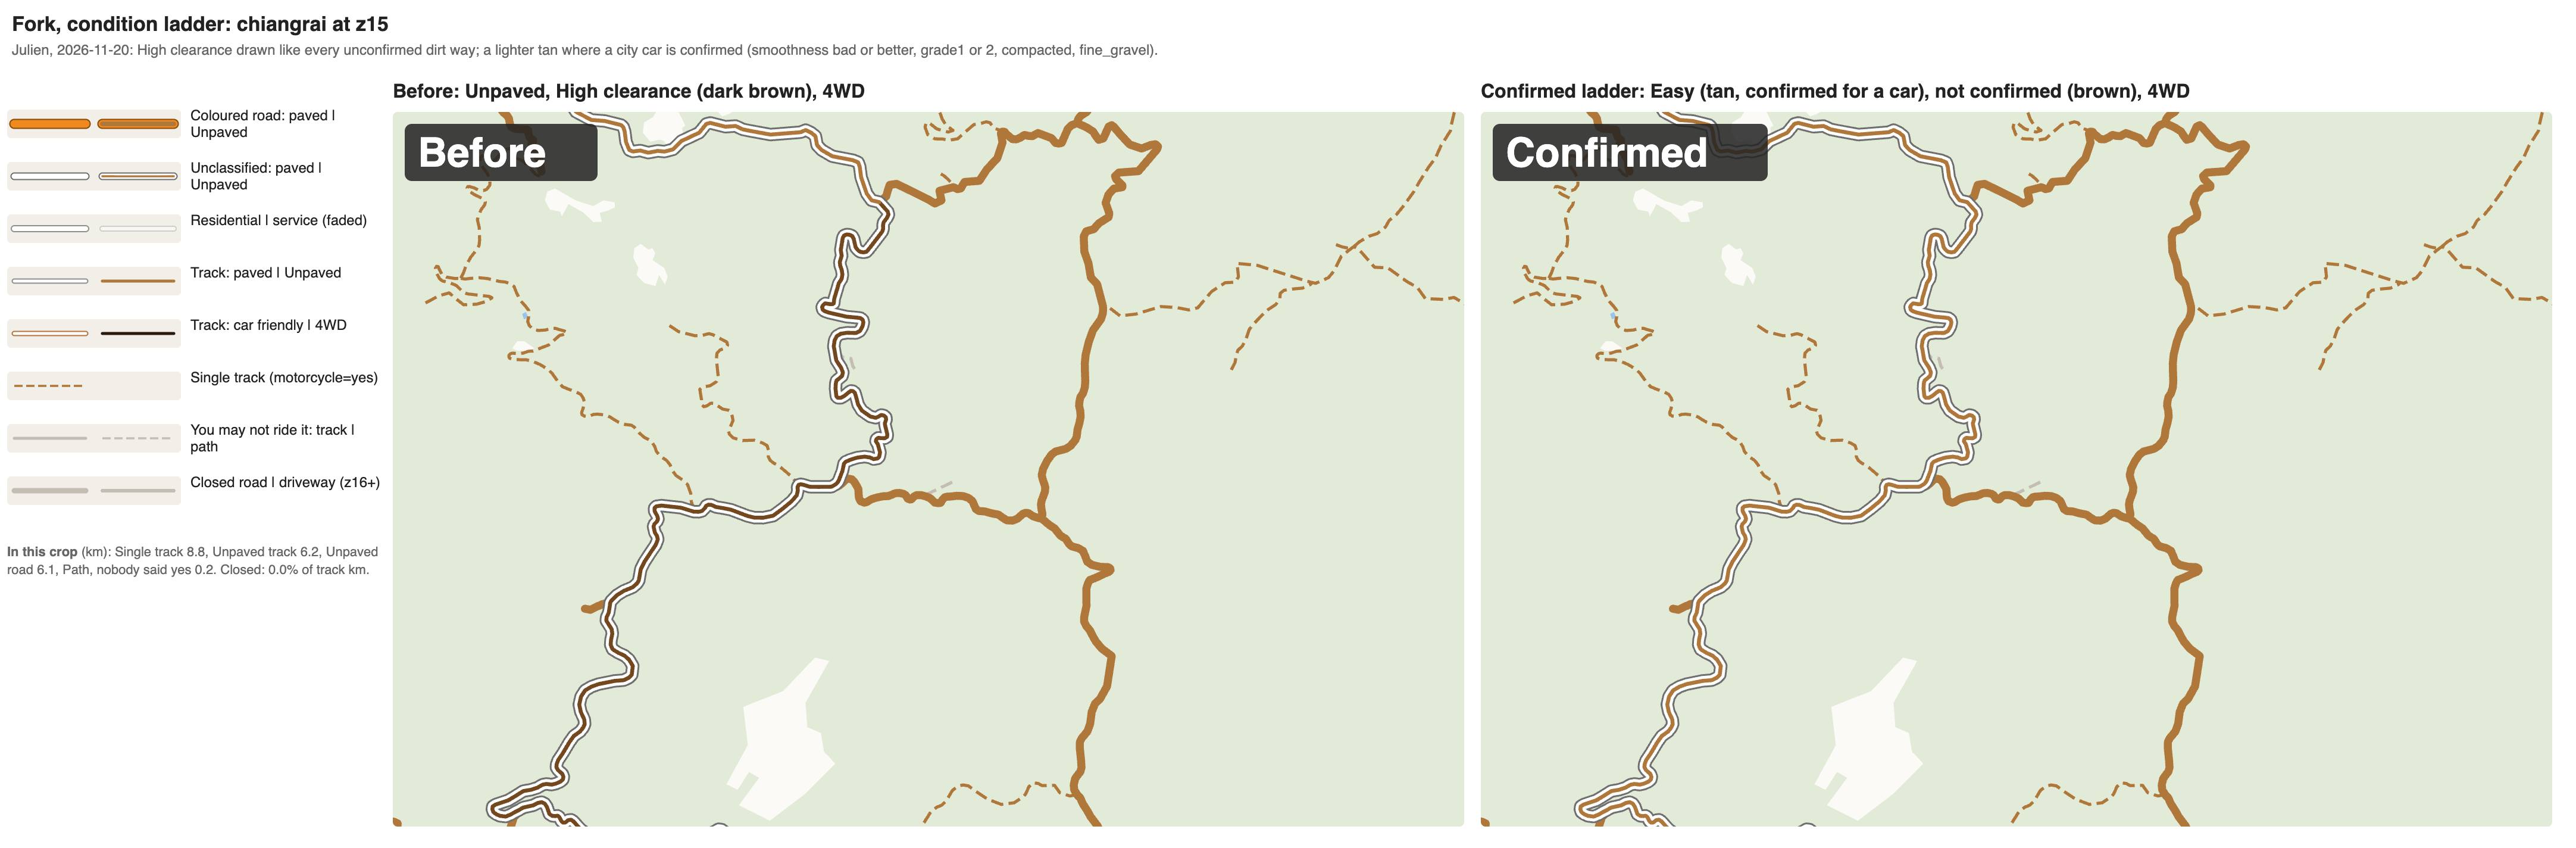 Fork, condition ladder: chiangrai at z15
Julien, 2026-11-20: High clearance drawn like every unconfirmed dirt way; a lighter tan where a city car is confirmed (smoothness bad or better, grade1 or 2, compacted, fine_gravel).
Coloured road: paved |
Unpaved
Unclassified: paved |
Unpaved
Residential | service (faded)
Track: paved | Unpaved
Track: car friendly | 4WD
Single track (motorcycle=yes)
You may not ride it: track |
path
Closed road | driveway (z16+)
In this crop (km): Single track 8.8, Unpaved track 6.2, Unpaved
road 6.1, Path, nobody said yes 0.2. Closed: 0.0% of track km.
Before: Unpaved, High clearance (dark brown), 4WD
Before
Confirmed ladder: Easy (tan, confirmed for a car), not confirmed (brown), 4WD
Confirmed